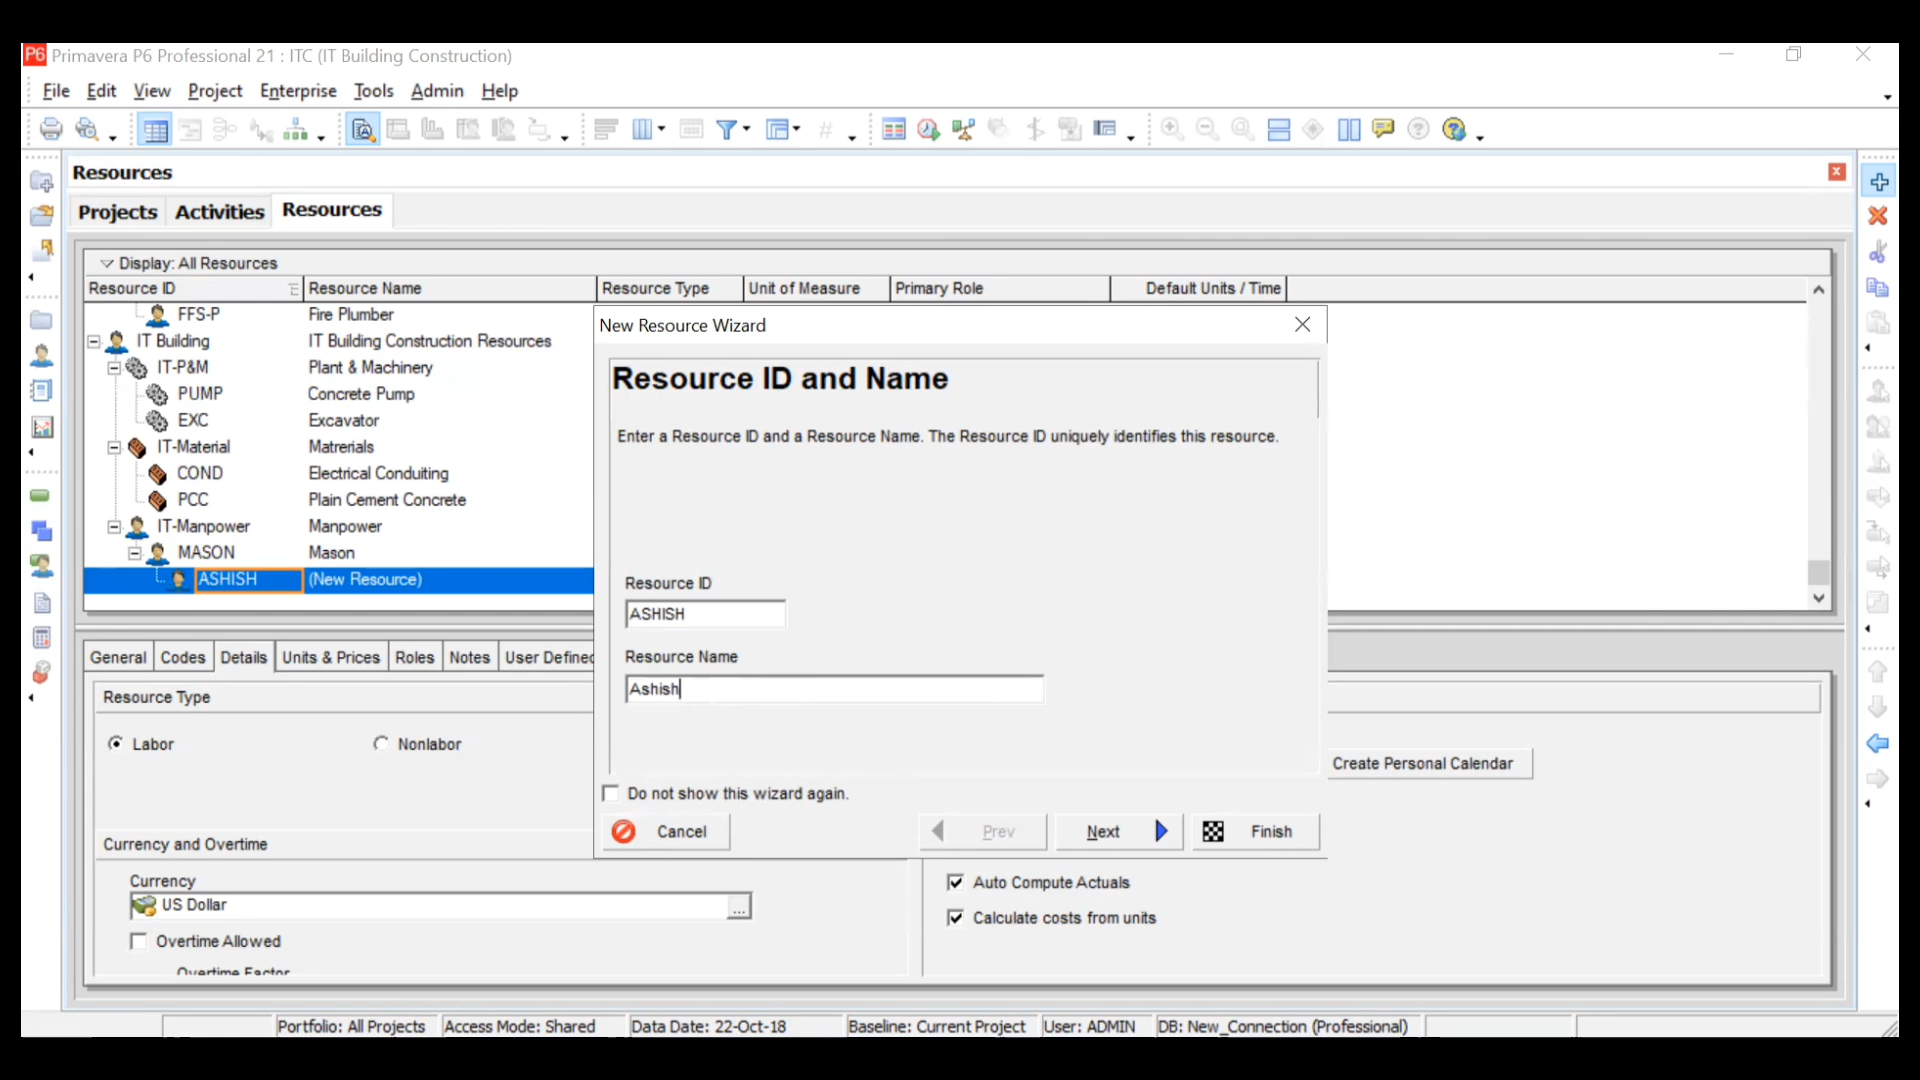 P6 Primavera P6 Professional 21 : ITC (IT Building Construction)
File Edit View Project Enterprise Tools Admin Help
Resources
Projects Activities Resources
Display: All Resources
Resource ID Resource Name Resource Type Unit of Measure Primary Role Default Units / Time
FFS-P Fire Plumber
IT Building IT Building Construction Resources
IT-P&M Plant & Machinery
PUMP Concrete Pump
EXC Excavator
IT-Material Matrerials
COND Electrical Conduiting
PCC Plain Cement Concrete
IT-Manpower Manpower
MASON Mason
ASHISH (New Resource)
New Resource Wizard
Resource ID and Name
Enter a Resource ID and a Resource Name. The Resource ID uniquely identifies this resource.
Resource ID
ASHISH
Resource Name
Ashish
Do not show this wizard again.
Cancel Prev Next Finish
General Codes Details Units & Prices Roles Notes User Defined
Resource Type
Labor Nonlabor
Create Personal Calendar
Currency and Overtime
Currency
US Dollar ...
Overtime Allowed
Overtime Factor
Auto Compute Actuals
Calculate costs from units
Portfolio: All Projects Access Mode: Shared Data Date: 22-Oct-18 Baseline: Current Project User: ADMIN DB: New_Connection (Professional)